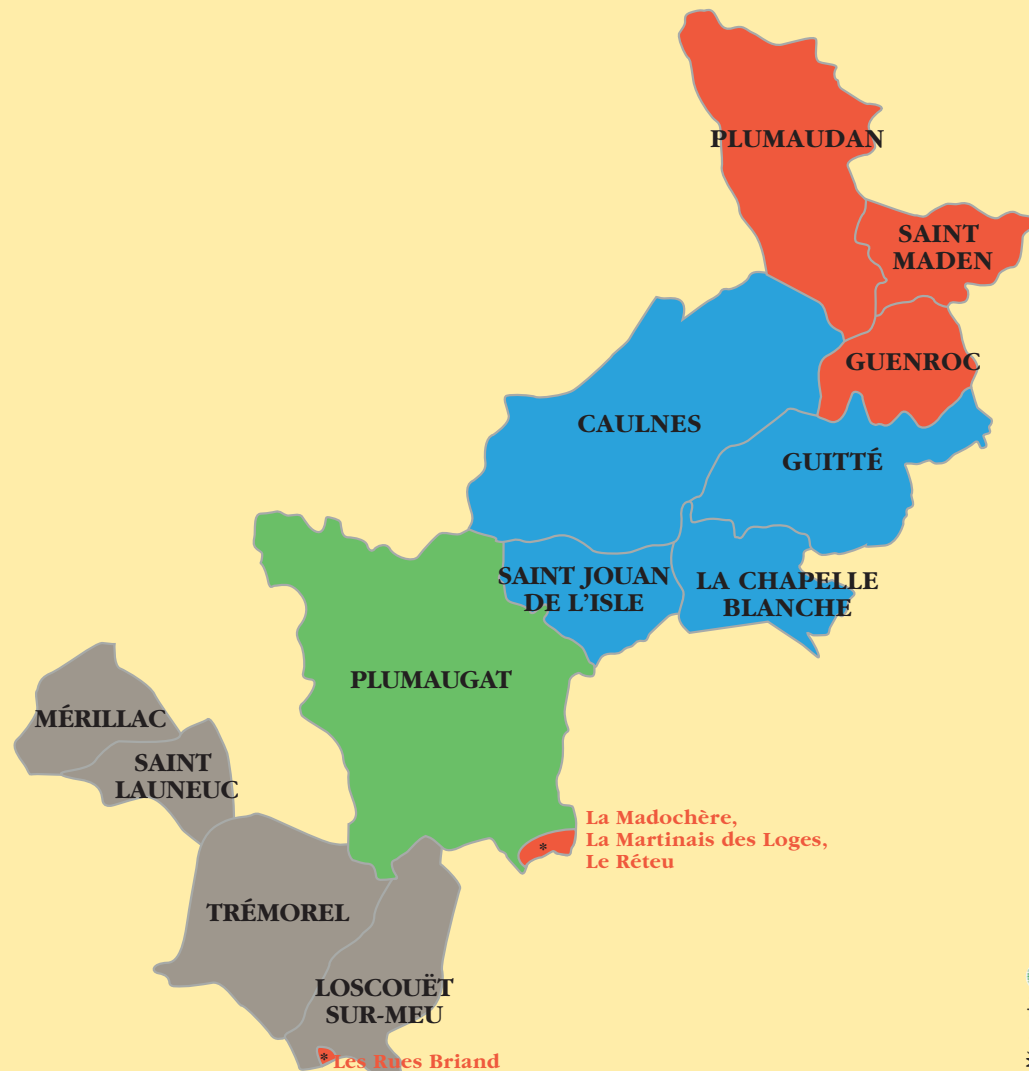 PLUMAUDAN
SAINT
MADEN
GUENROC
CAULNES
GUITTÉ
SAINT JOUAN
DE L'ISLE
LA CHAPELLE
BLANCHE
PLUMAUGAT
MÉRILLAC
SAINT
LAUNEUC
La Madochère,
La Martinais des Loges,
Le Réteu
*
TRÉMOREL
LOSCOUËT
SUR-MEU
* Les Rues Briand